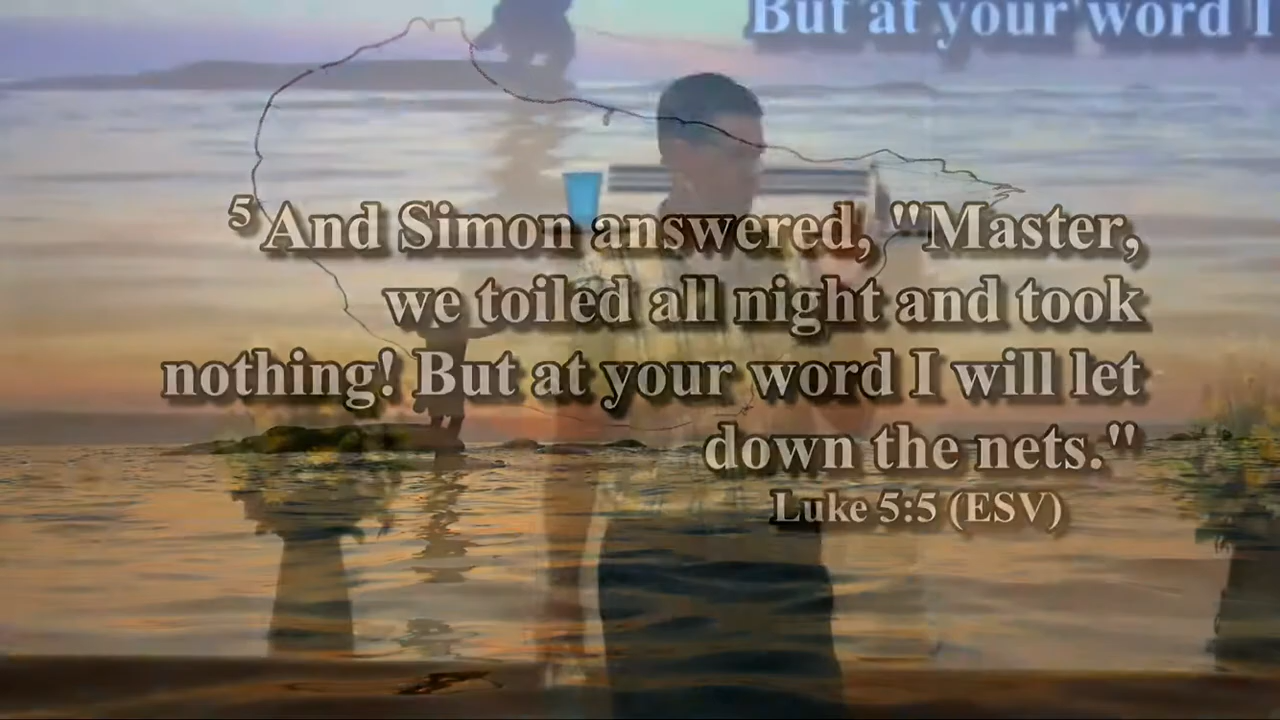 But at your word I
5 And Simon answered, "Master,
we toiled all night and took
nothing! But at your word I will let
down the nets."
Luke 5:5 (ESV)